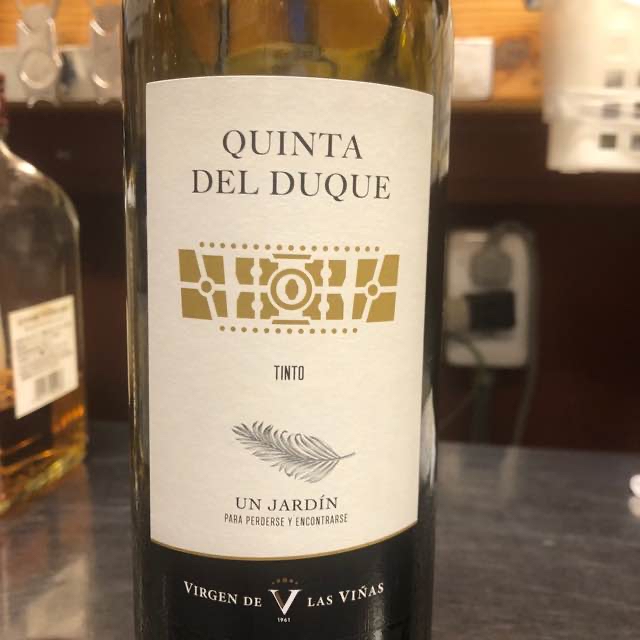 QUINTA
DEL DUQUE
TINTO
UN JARDÍN
PARA PERDERSE Y ENCONTRARSE
VIRGEN DE V LAS VIÑAS
1961